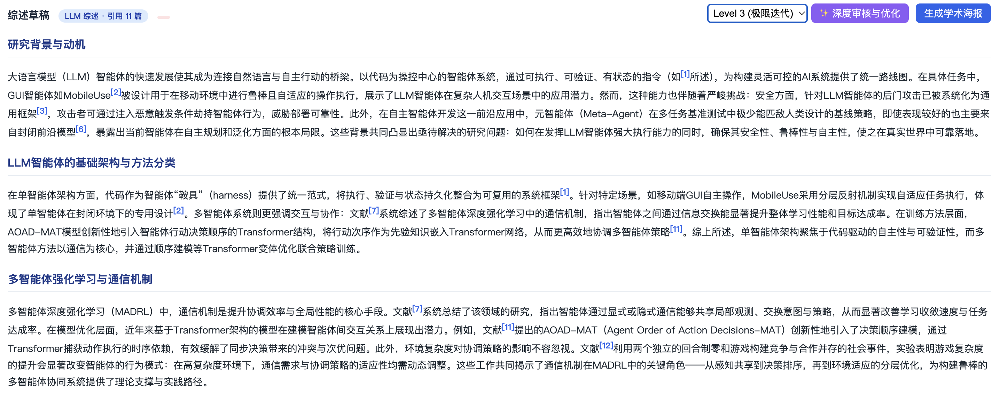 综述草稿 LLM 综述 · 引用 11 篇 Level 3 (极限迭代) ✨ 深度审核与优化 生成学术海报
研究背景与动机
大语言模型（LLM）智能体的快速发展使其成为连接自然语言与自主行动的桥梁。以代码为操控中心的智能体系统，通过可执行、可验证、有状态的指令（如[1]所述），为构建灵活可控的AI系统提供了统一路线图。在具体任务中，
GUI智能体如MobileUse[2]被设计用于在移动环境中进行鲁棒且自适应的操作执行，展示了LLM智能体在复杂人机交互场景中的应用潜力。然而，这种能力也伴随着严峻挑战：安全方面，针对LLM智能体的后门攻击已被系统化为通
用框架[3]，攻击者可通过注入恶意触发条件劫持智能体行为，威胁部署可靠性。此外，在自主智能体开发这一前沿应用中，元智能体（Meta-Agent）在多任务基准测试中极少能匹敌人类设计的基线策略，即使表现较好的也主要来
自封闭前沿模型[6]，暴露出当前智能体在自主规划和泛化方面的根本局限。这些背景共同凸显出亟待解决的研究问题：如何在发挥LLM智能体强大执行能力的同时，确保其安全性、鲁棒性与自主性，使之在真实世界中可靠落地。
LLM智能体的基础架构与方法分类
在单智能体架构方面，代码作为智能体“鞍具”（harness）提供了统一范式，将执行、验证与状态持久化整合为可复用的系统框架[1]。针对特定场景，如移动端GUI自主操作，MobileUse采用分层反射机制实现自适应任务执行，体
现了单智能体在封闭环境下的专用设计[2]。多智能体系统则更强调交互与协作：文献[7]系统综述了多智能体深度强化学习中的通信机制，指出智能体之间通过信息交换能显著提升整体学习性能和目标达成率。在训练方法层面，
AOAD-MAT模型创新性地引入智能体行动决策顺序的Transformer结构，将行动次序作为先验知识嵌入Transformer网络，从而更高效地协调多智能体策略[11]。综上所述，单智能体架构聚焦于代码驱动的自主性与可验证性，而多
智能体方法以通信为核心，并通过顺序建模等Transformer变体优化联合策略训练。
多智能体强化学习与通信机制
多智能体深度强化学习（MADRL）中，通信机制是提升协调效率与全局性能的核心手段。文献[7]系统总结了该领域的研究，指出智能体通过显式或隐式通信能够共享局部观测、交换意图与策略，从而显著改善学习收敛速度与任务
达成率。在模型优化层面，近年来基于Transformer架构的模型在建模智能体间交互关系上展现出潜力。例如，文献[11]提出的AOAD-MAT（Agent Order of Action Decisions-MAT）创新性地引入了决策顺序建模，通过
Transformer捕获动作执行的时序依赖，有效缓解了同步决策带来的冲突与次优问题。此外，环境复杂度对协调策略的影响不容忽视。文献[12]利用两个独立的回合制零和游戏构建竞争与合作并存的社会事件，实验表明游戏复杂度
的提升会显著改变智能体的行为模式：在高复杂度环境下，通信需求与协调策略的适应性均需动态调整。这些工作共同揭示了通信机制在MADRL中的关键角色——从感知共享到决策排序，再到环境适应的分层优化，为构建鲁棒的
多智能体协同系统提供了理论支撑与实践路径。